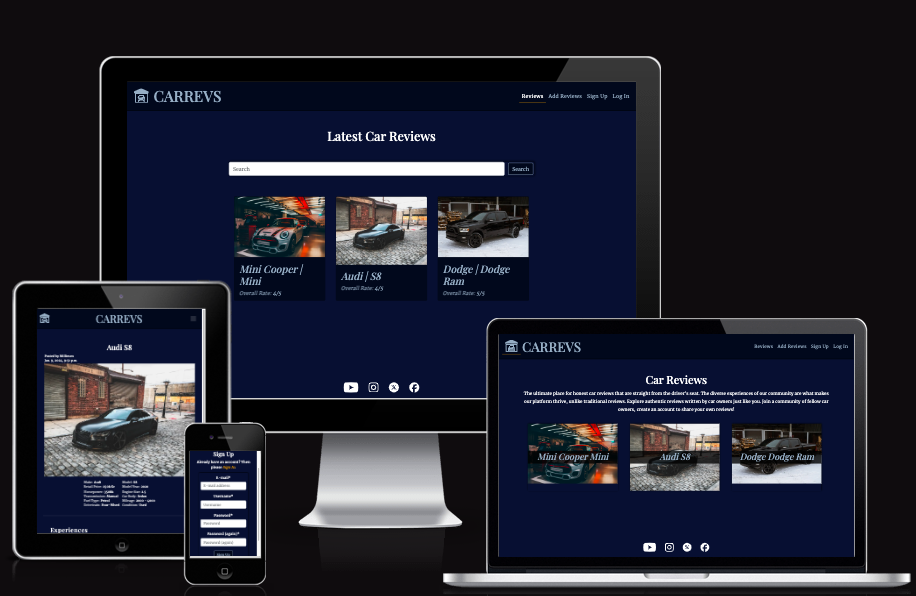 CARREVS
Reviews Add Reviews Sign Up Log In
Latest Car Reviews
Search Search
Mini Cooper |
Mini
Overall Rate: 4/5
Audi | S8
Overall Rate: 4/5
Dodge | Dodge
Ram
Overall Rate: 5/5
CARREVS
Audi S8
Experiences
Sign Up
Already have an account? Then
please Sign In
E-mail*
E-mail address
Username*
Username
Password*
Password
Password (again)*
Password (again)
Sign Up
CARREVS
Reviews Add Reviews Sign Up Log In
Car Reviews
The ultimate place for honest car reviews that are straight from the driver's seat. The diverse experiences of our community are what makes
our platform thrive, unlike traditional reviews. Explore authentic reviews written by car owners just like you. Join a community of fellow car
owners, create an account to share your own reviews!
Mini Cooper Mini
Audi S8
Dodge Dodge Ram